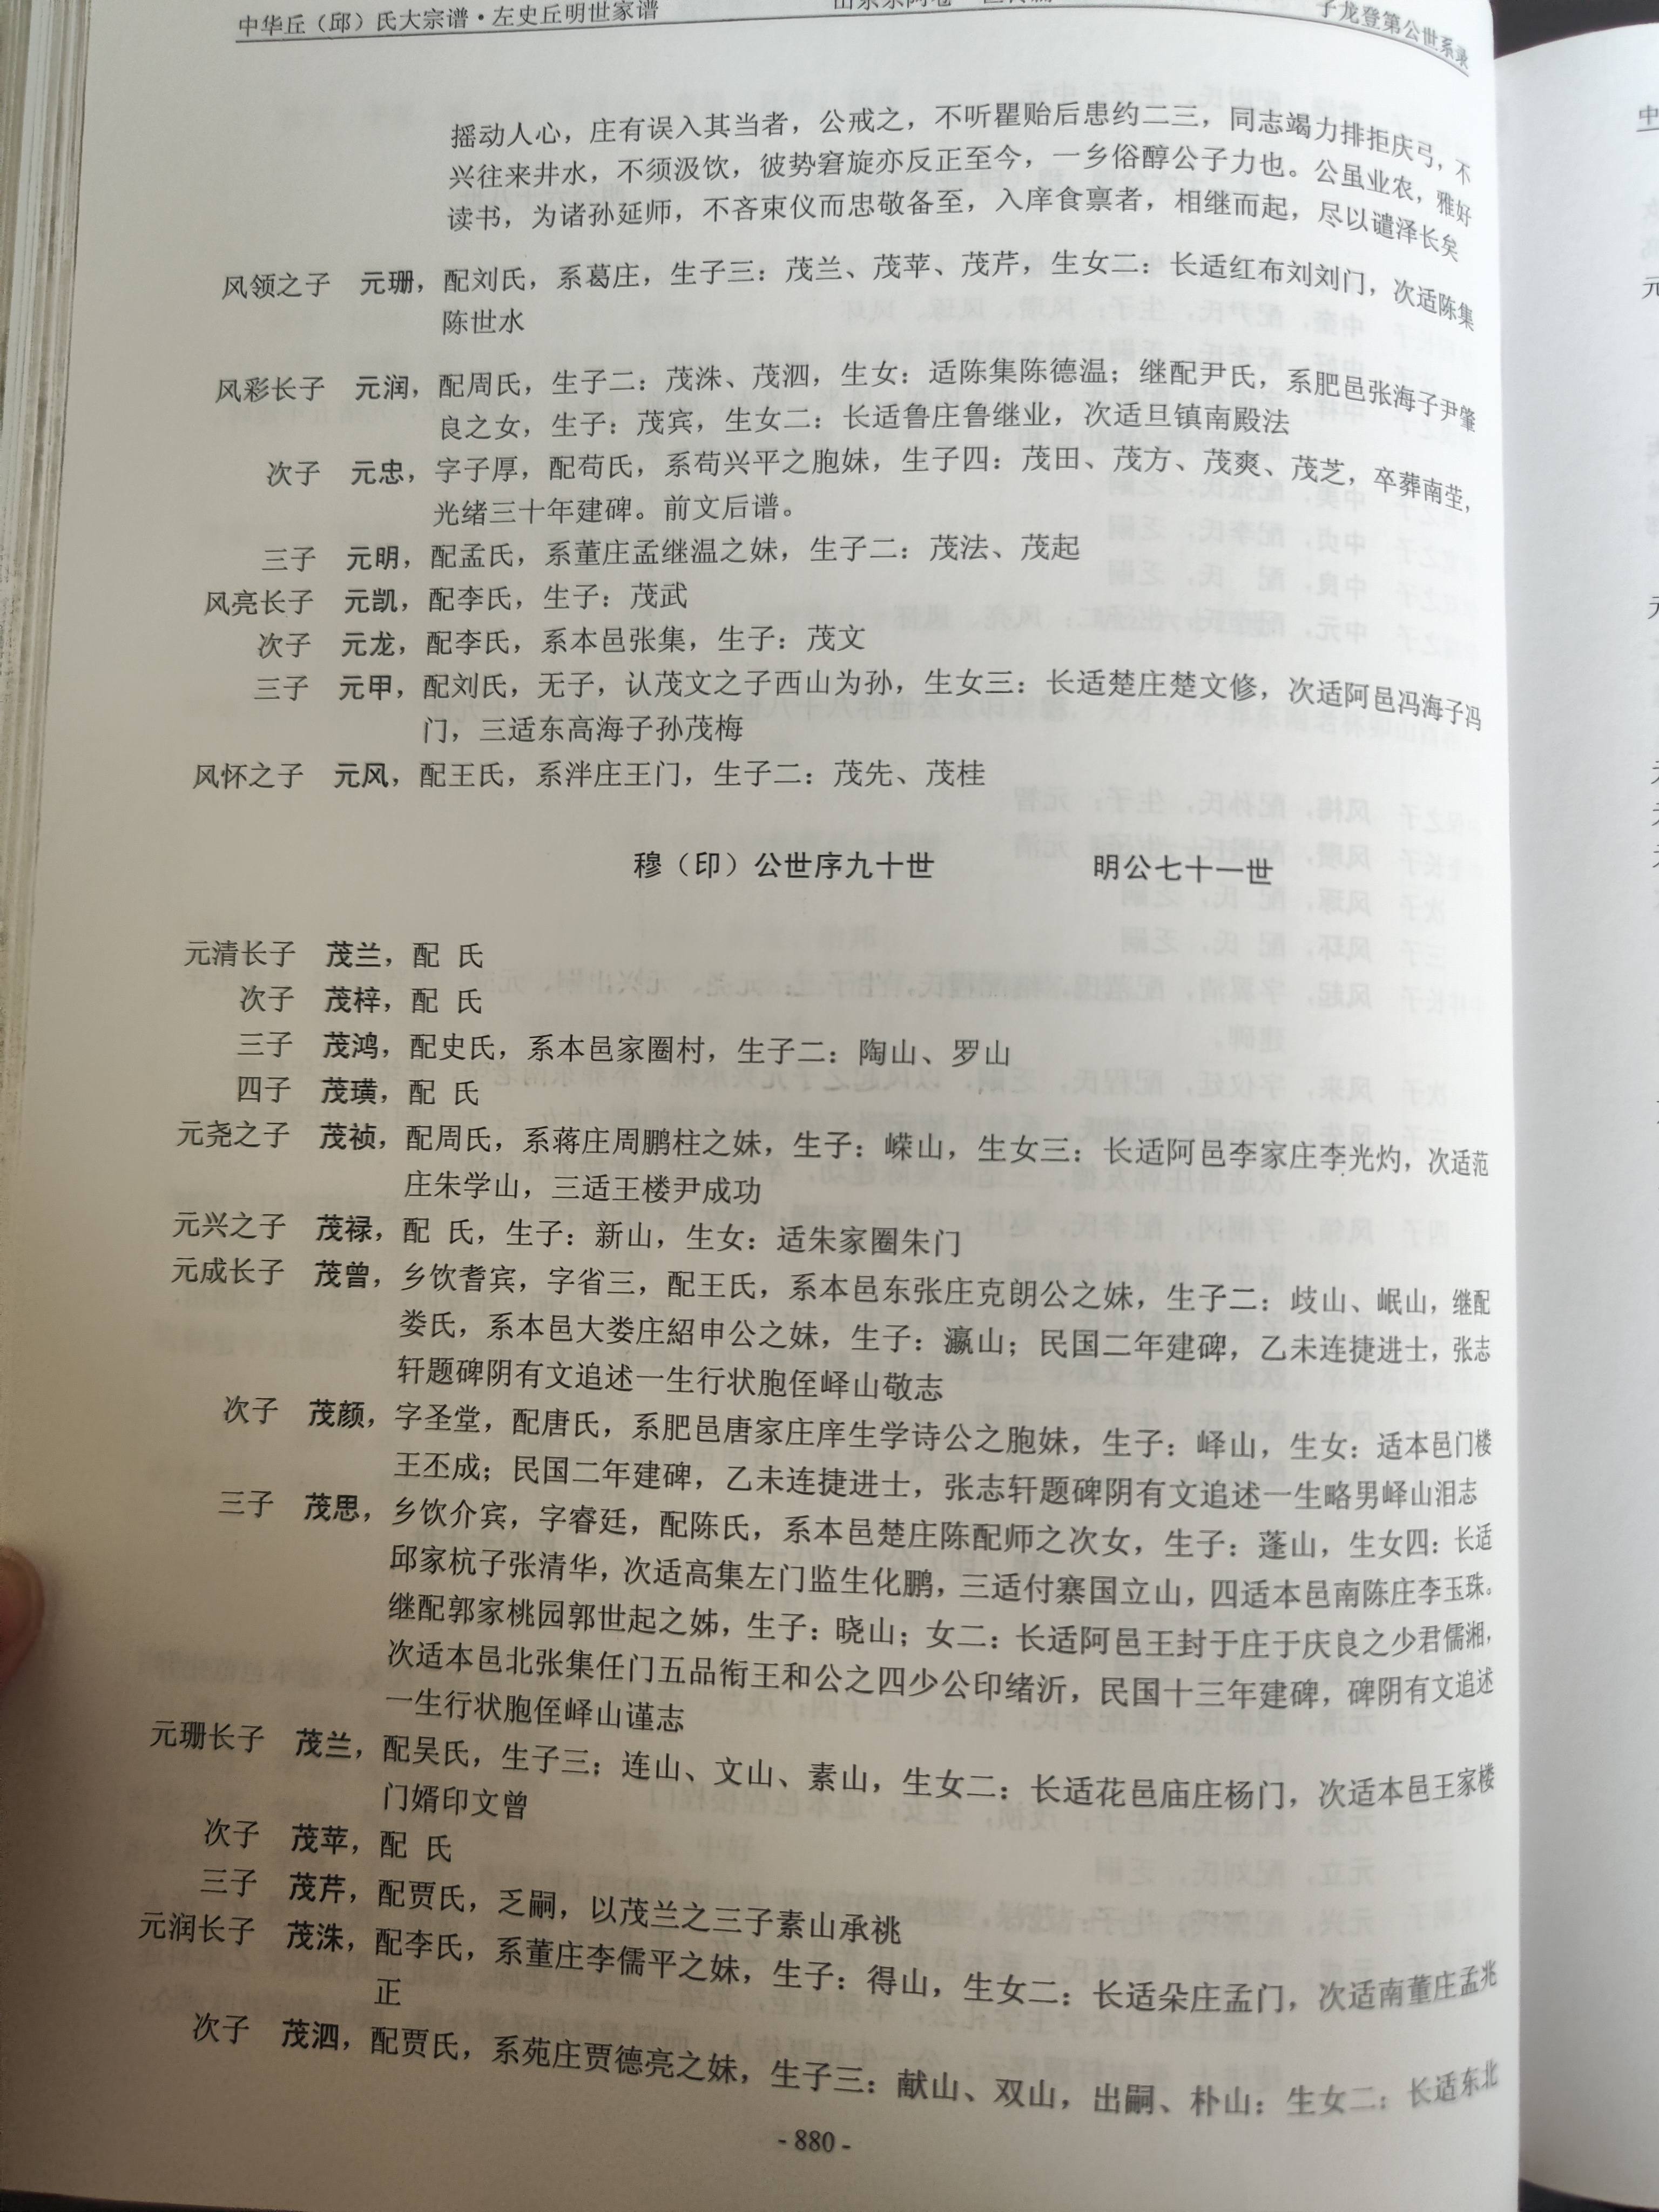 中华丘（邱）氏大宗谱·左史丘明世家谱
子龙登第公世系录
摇动人心，庄有误入其当者，公戒之，不听瞿贻后患约二三，同志竭力排拒庆弓，不
兴往来井水，不须汲饮，彼势窘旋亦反正至今，一乡俗醇公子力也。公虽业农，雅好
读书，为诸孙延师，不吝束仪而忠敬备至，入庠食禀者，相继而起，尽以谴泽长矣
风领之子 元珊，配刘氏，系葛庄，生子三：茂兰、茂苹、茂芹，生女二：长适红布刘刘门，次适陈集
陈世水
风彩长子 元润，配周氏，生子二：茂洙、茂泗，生女：适陈集陈德温；继配尹氏，系肥邑张海子尹肇
良之女，生子：茂宾，生女二：长适鲁庄鲁继业，次适旦镇南殿法
次子 元忠，字子厚，配荀氏，系荀兴平之胞妹，生子四：茂田、茂方、茂爽、茂芝，卒葬南茔，
光绪三十年建碑。前文后谱。
三子 元明，配孟氏，系董庄孟继温之妹，生子二：茂法、茂起
风亮长子 元凯，配李氏，生子：茂武
次子 元龙，配李氏，系本邑张集，生子：茂文
三子 元甲，配刘氏，无子，认茂文之子西山为孙，生女三：长适楚庄楚文修，次适阿邑冯海子冯
门，三适东高海子孙茂梅
风怀之子 元风，配王氏，系泮庄王门，生子二：茂先、茂桂
穆（印）公世序九十世 明公七十一世
元清长子 茂兰，配 氏
次子 茂梓，配 氏
三子 茂鸿，配史氏，系本邑家圈村，生子二：陶山、罗山
四子 茂璜，配 氏
元尧之子 茂祯，配周氏，系蒋庄周鹏柱之妹，生子：嵘山，生女三：长适阿邑李家庄李光灼，次适范
庄朱学山，三适王楼尹成功
元兴之子 茂禄，配 氏，生子：新山，生女：适朱家圈朱门
元成长子 茂曾，乡饮耆宾，字省三，配王氏，系本邑东张庄克朗公之妹，生子二：歧山、岷山，继配
娄氏，系本邑大娄庄紹申公之妹，生子：瀛山；民国二年建碑，乙未连捷进士，张志
轩题碑阴有文追述一生行状胞侄峄山敬志
次子 茂颜，字圣堂，配唐氏，系肥邑唐家庄庠生学诗公之胞妹，生子：峄山，生女：适本邑门楼
王丕成；民国二年建碑，乙未连捷进士，张志轩题碑阴有文追述一生略男峄山泪志
三子 茂思，乡饮介宾，字睿廷，配陈氏，系本邑楚庄陈配师之次女，生子：蓬山，生女四：长适
邱家杭子张清华，次适高集左门监生化鹏，三适付寨国立山，四适本邑南陈庄李玉珠。
继配郭家桃园郭世起之姊，生子：晓山；女二：长适阿邑王封于庄于庆良之少君儒湘，
次适本邑北张集任门五品衔王和公之四少公印绪沂，民国十三年建碑，碑阴有文追述
一生行状胞侄峄山谨志
元珊长子 茂兰，配吴氏，生子三；连山、文山、素山，生女二：长适花邑庙庄杨门，次适本邑王家楼
门婿印文曾
次子 茂苹，配 氏
三子 茂芹，配贾氏，乏嗣，以茂兰之三子素山承祧
元润长子 茂洙，配李氏，系董庄李儒平之妹，生子：得山，生女二：长适朵庄孟门，次适南董庄孟兆
正
次子 茂泗，配贾氏，系苑庄贾德亮之妹，生子三：献山、双山，出嗣、朴山；生女二：长适东北
- 880 -